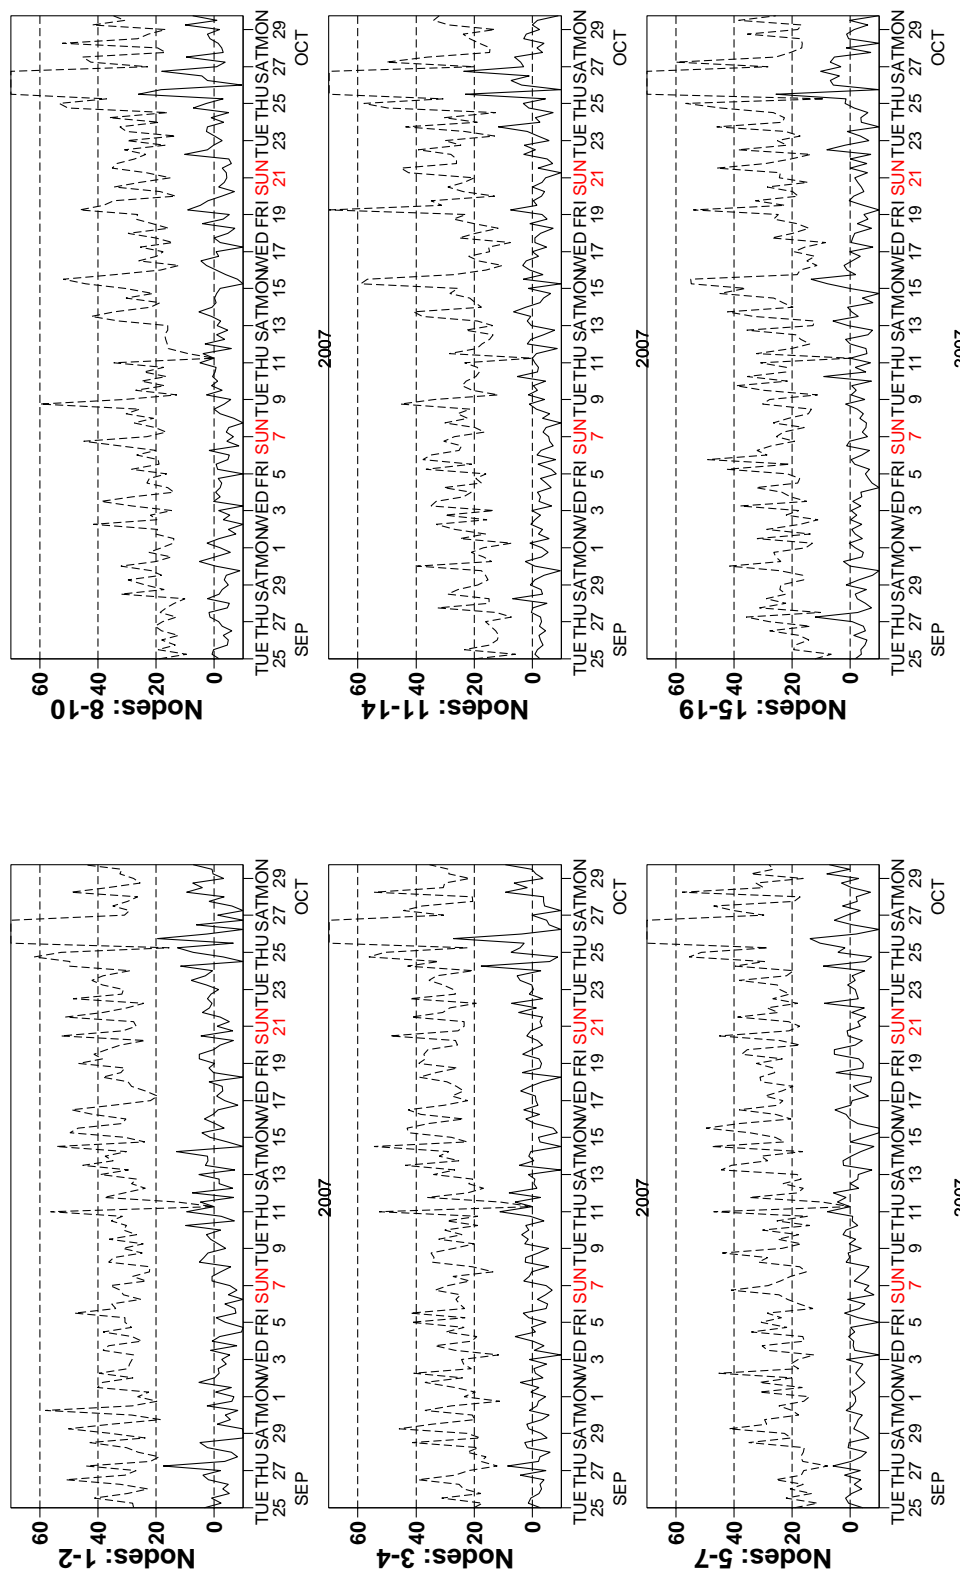 Nodes: 1-2
60
40
20
0
TUE THU SAT MON WED FRI SUN TUE THU SAT MON WED FRI SUN TUE THU SAT MON
25 27 29 1 3 5 7 9 11 13 15 17 19 21 23 25 27 29
SEP OCT
2007
Nodes: 8-10
60
40
20
0
TUE THU SAT MON WED FRI SUN TUE THU SAT MON WED FRI SUN TUE THU SAT MON
25 27 29 1 3 5 7 9 11 13 15 17 19 21 23 25 27 29
SEP OCT
2007
Nodes: 3-4
60
40
20
0
TUE THU SAT MON WED FRI SUN TUE THU SAT MON WED FRI SUN TUE THU SAT MON
25 27 29 1 3 5 7 9 11 13 15 17 19 21 23 25 27 29
SEP OCT
2007
Nodes: 11-14
60
40
20
0
TUE THU SAT MON WED FRI SUN TUE THU SAT MON WED FRI SUN TUE THU SAT MON
25 27 29 1 3 5 7 9 11 13 15 17 19 21 23 25 27 29
SEP OCT
2007
Nodes: 5-7
60
40
20
0
TUE THU SAT MON WED FRI SUN TUE THU SAT MON WED FRI SUN TUE THU SAT MON
25 27 29 1 3 5 7 9 11 13 15 17 19 21 23 25 27 29
SEP OCT
2007
Nodes: 15-19
60
40
20
0
TUE THU SAT MON WED FRI SUN TUE THU SAT MON WED FRI SUN TUE THU SAT MON
25 27 29 1 3 5 7 9 11 13 15 17 19 21 23 25 27 29
SEP OCT
2007